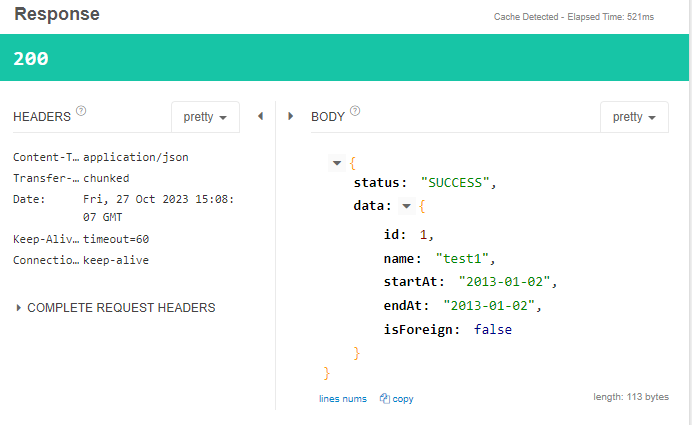 Response
Cache Detected - Elapsed Time: 521ms
200
HEADERS ? pretty
BODY ? pretty
Content-T… application/json
Transfer-… chunked
Date: Fri, 27 Oct 2023 15:08:
07 GMT
Keep-Aliv… timeout=60
Connectio… keep-alive
COMPLETE REQUEST HEADERS
{
status: "SUCCESS",
data: {
id: 1,
name: "test1",
startAt: "2013-01-02",
endAt: "2013-01-02",
isForeign: false
}
}
lines nums copy
length: 113 bytes